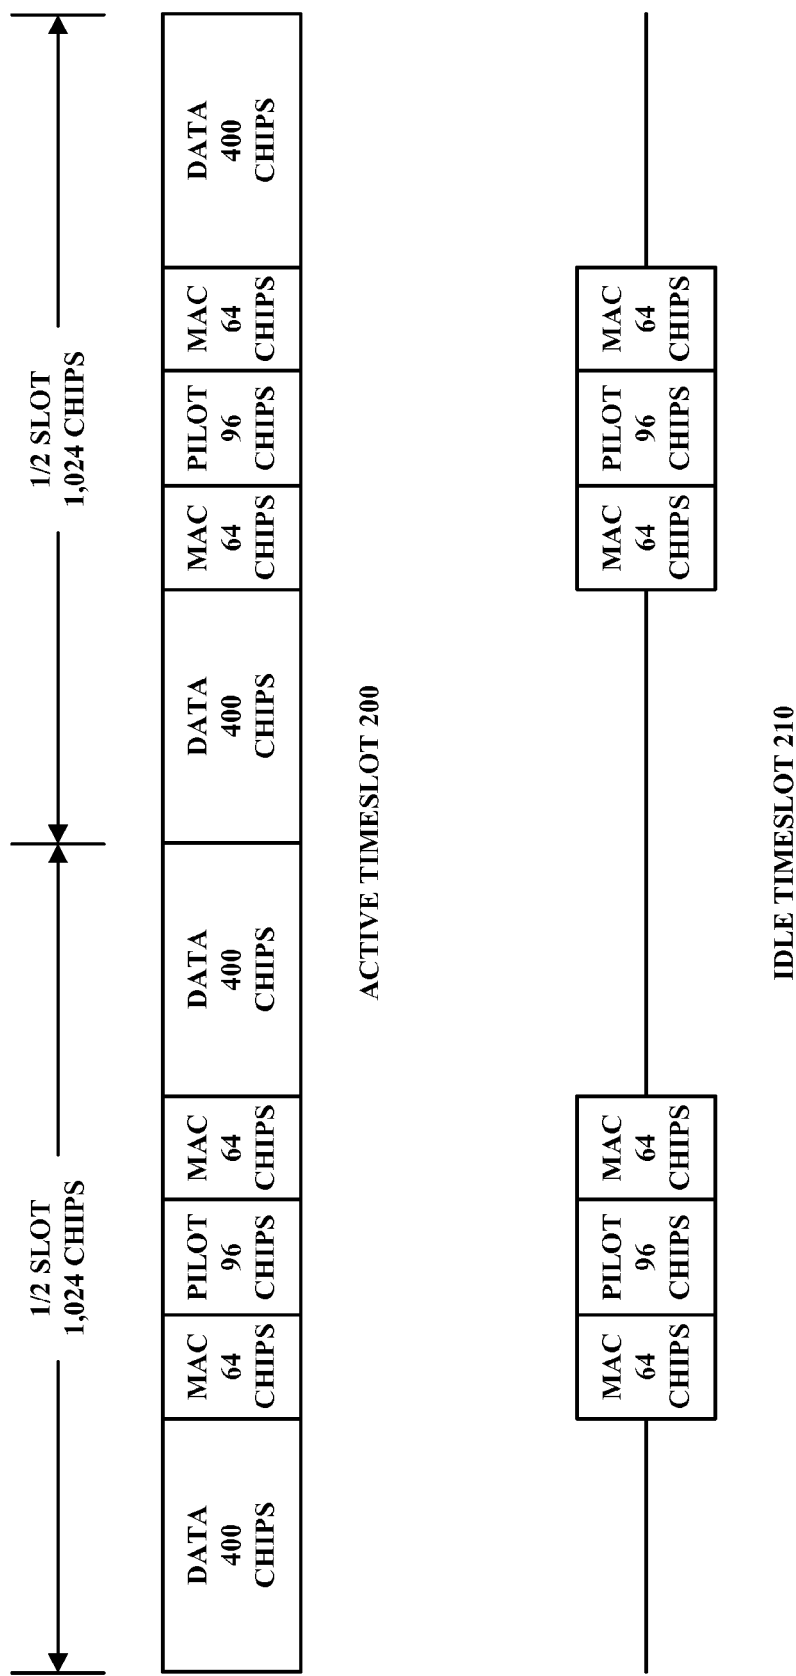 1/2 SLOT
1,024 CHIPS
1/2 SLOT
1,024 CHIPS
DATA
400
CHIPS
MAC
64
CHIPS
PILOT
96
CHIPS
MAC
64
CHIPS
DATA
400
CHIPS
DATA
400
CHIPS
MAC
64
CHIPS
PILOT
96
CHIPS
MAC
64
CHIPS
DATA
400
CHIPS
ACTIVE TIMESLOT 200
MAC
64
CHIPS
PILOT
96
CHIPS
MAC
64
CHIPS
MAC
64
CHIPS
PILOT
96
CHIPS
MAC
64
CHIPS
IDLE TIMESLOT 210